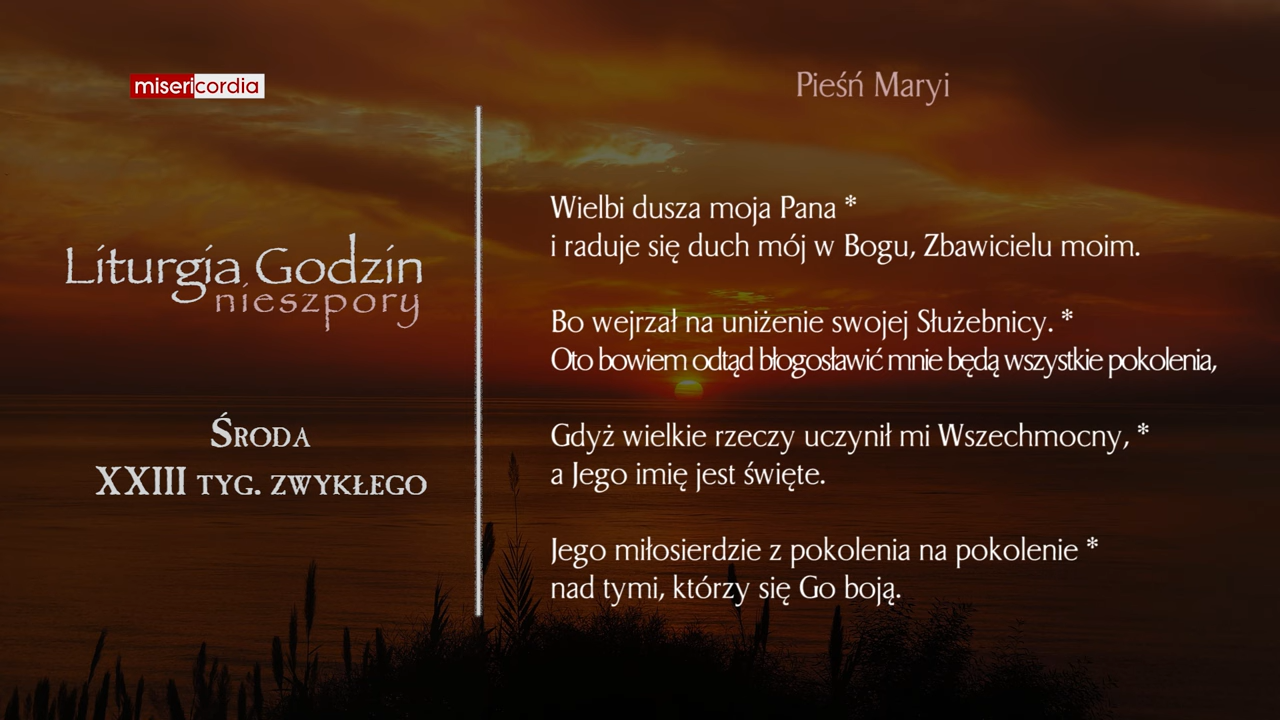 misericordia
Liturgia Godzin
nieszpory
Środa
XXIII tyg. zwykłego
Pieśń Maryi
Wielbi dusza moja Pana *
i raduje się duch mój w Bogu, Zbawicielu moim.
Bo wejrzał na uniżenie swojej Służebnicy. *
Oto bowiem odtąd błogosławić mnie będą wszystkie pokolenia,
Gdyż wielkie rzeczy uczynił mi Wszechmocny, *
a Jego imię jest święte.
Jego miłosierdzie z pokolenia na pokolenie *
nad tymi, którzy się Go boją.